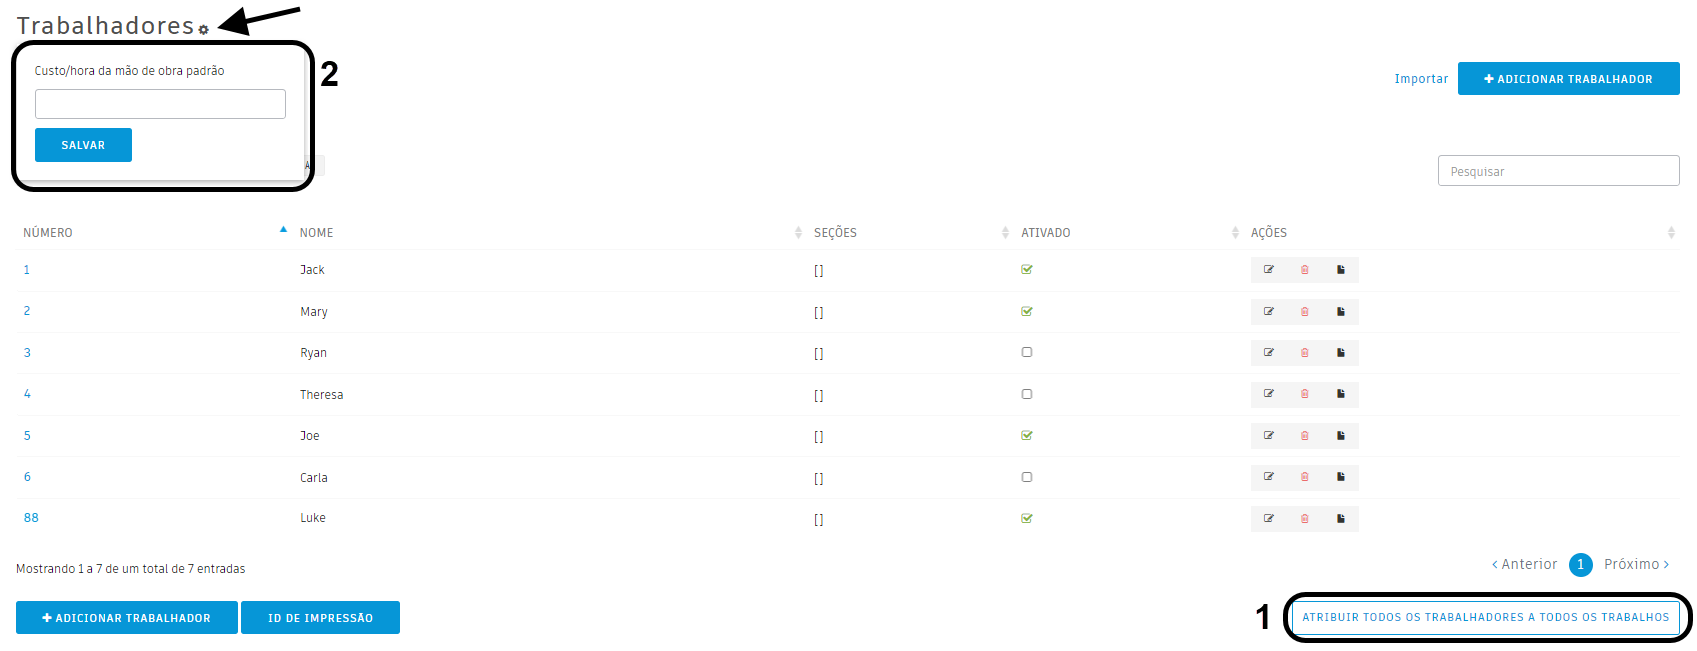 Trabalhadores
Custo/hora da mão de obra padrão
2
Importar
ADICIONAR TRABALHADOR
SALVAR
A
Pesquisar
NÚMERO NOME SEÇÕES ATIVADO AÇÕES
1 Jack []
2 Mary []
3 Ryan []
4 Theresa []
5 Joe []
6 Carla []
88 Luke []
Mostrando 1 a 7 de um total de 7 entradas
< Anterior 1 Próximo >
ADICIONAR TRABALHADOR ID DE IMPRESSÃO
1 ATRIBUIR TODOS OS TRABALHADORES A TODOS OS TRABALHOS